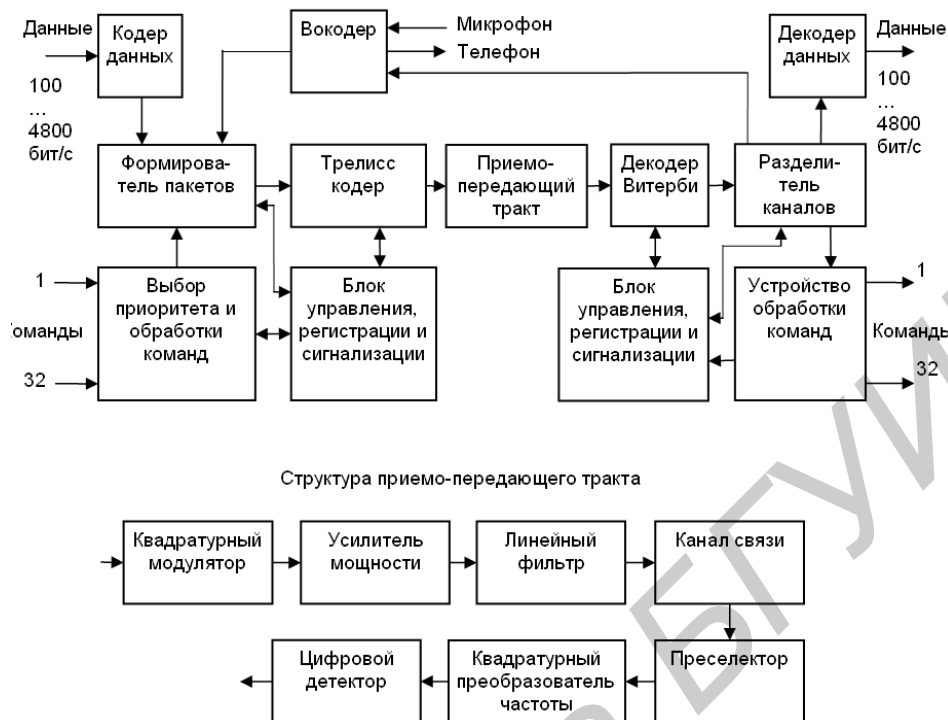 Данные
Кодер
данных
Вокодер
Микрофон
Телефон
Декодер
данных
Данные
100
...
4800
бит/с
100
...
4800
бит/с
Формирова-
тель пакетов
Трелисс
кодер
Приемо-
передающий
тракт
Декодер
Витерби
Раздели-
тель
каналов
1
оманды
32
Выбор
приоритета и
обработки
команд
Блок
управления,
регистрации и
сигнализации
Блок
управления,
регистрации и
сигнализации
Устройство
обработки
команд
1
Команды
32
Структура приемо-передающего тракта
Квадратурный
модулятор
Усилитель
мощности
Линейный
фильтр
Канал связи
Цифровой
детектор
Квадратурный
преобразователь
частоты
Преселектор
БГУИ